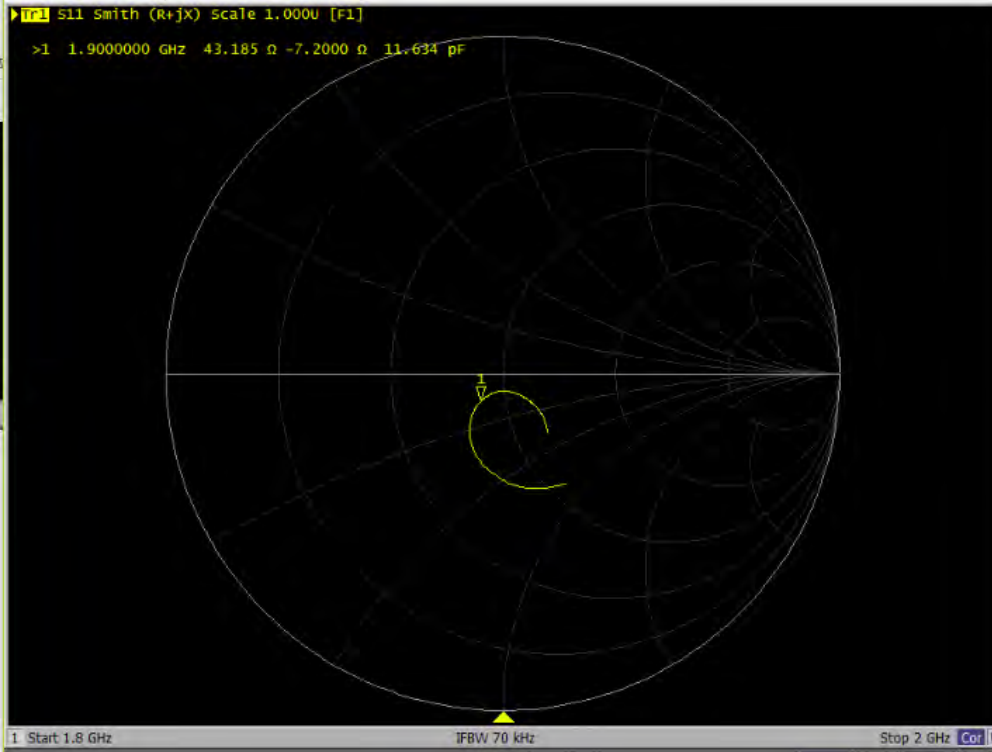 Tr1 S11 Smith (R+jX) Scale 1.000U [F1]
>1 1.9000000 GHz 43.185 Ω -7.2000 Ω 11.634 pF
1
1 Start 1.8 GHz IFBW 70 kHz Stop 2 GHz Cor